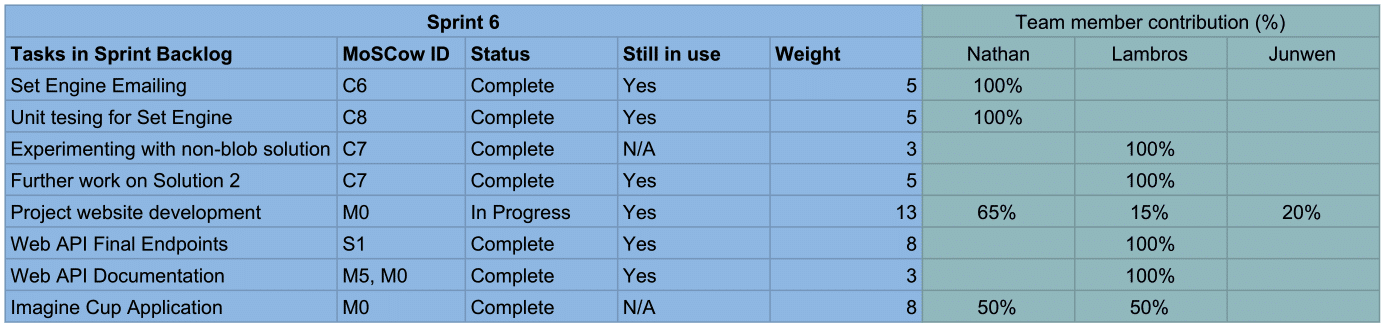 Sprint 6 Team member contribution (%)
Tasks in Sprint Backlog MoSCow ID Status Still in use Weight Nathan Lambros Junwen
Set Engine Emailing C6 Complete Yes 5 100%
Unit tesing for Set Engine C8 Complete Yes 5 100%
Experimenting with non-blob solution C7 Complete N/A 3 100%
Further work on Solution 2 C7 Complete Yes 5 100%
Project website development M0 In Progress Yes 13 65% 15% 20%
Web API Final Endpoints S1 Complete Yes 8 100%
Web API Documentation M5, M0 Complete Yes 3 100%
Imagine Cup Application M0 Complete N/A 8 50% 50%